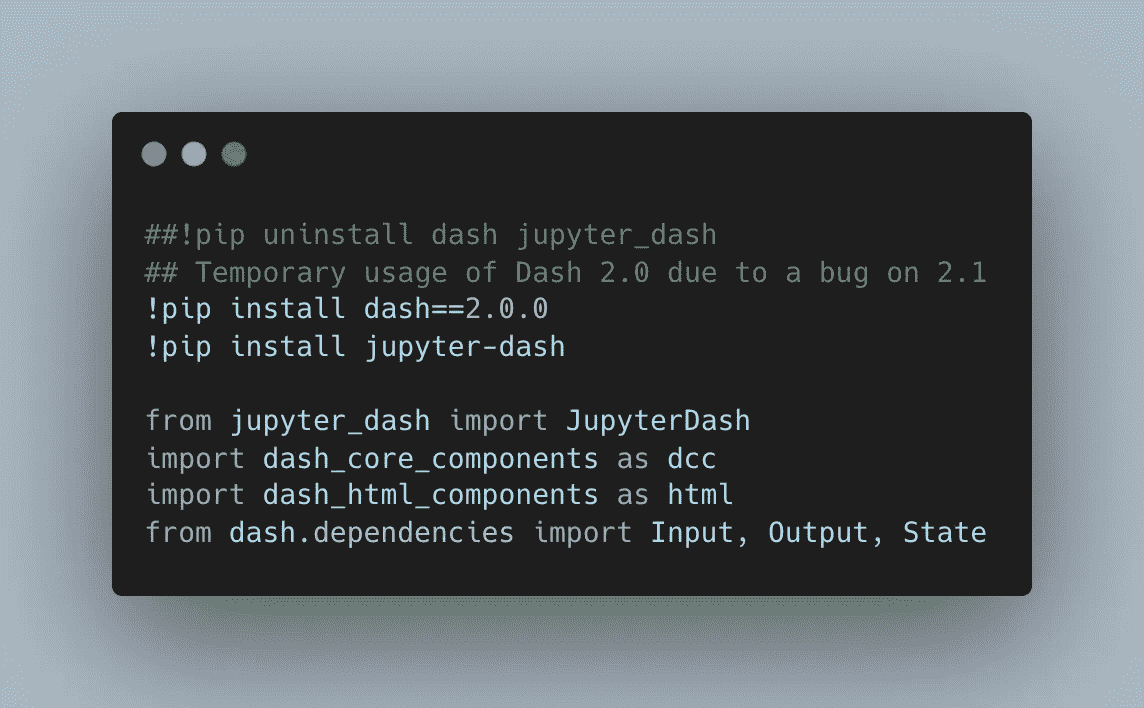 ##!pip uninstall dash jupyter_dash
## Temporary usage of Dash 2.0 due to a bug on 2.1
!pip install dash==2.0.0
!pip install jupyter-dash
from jupyter_dash import JupyterDash
import dash_core_components as dcc
import dash_html_components as html
from dash.dependencies import Input, Output, State